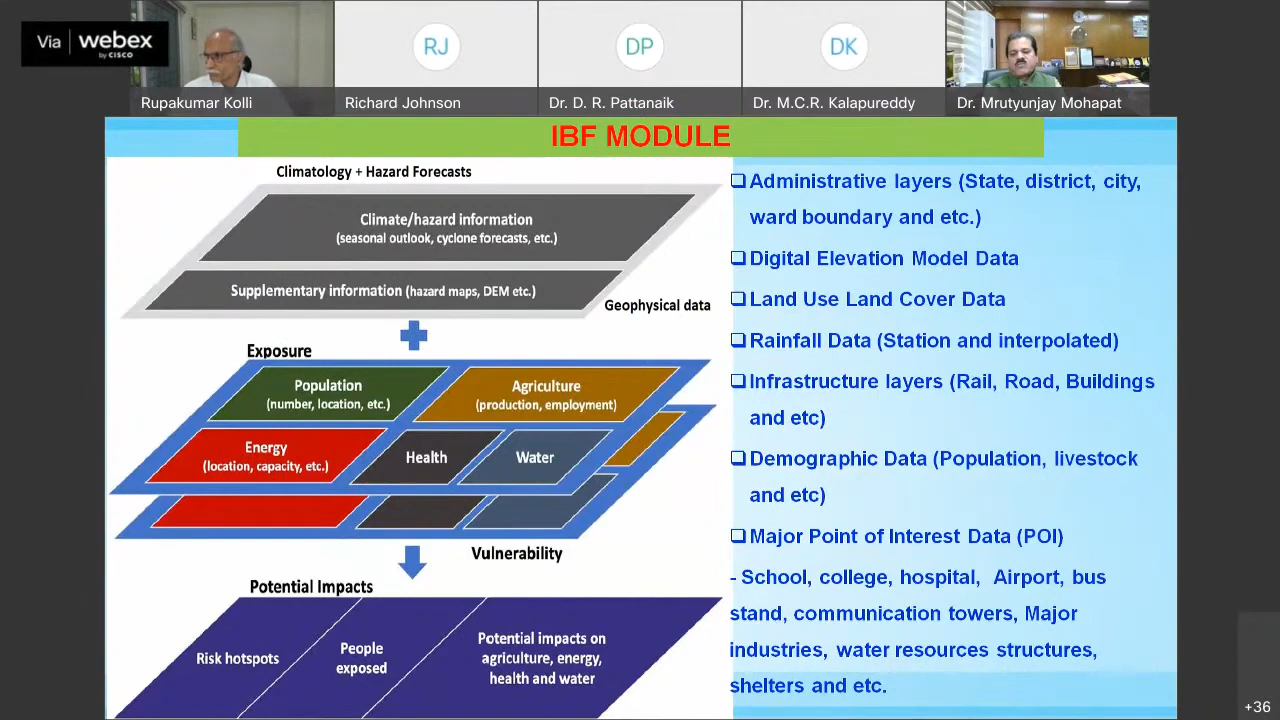 Via webex
by CISCO
RJ
DP
DK
Rupakumar Kolli
Richard Johnson
Dr. D. R. Pattanaik
Dr. M.C.R. Kalapureddy
Dr. Mrutyunjay Mohapat
IBF MODULE
Climatology + Hazard Forecasts
Climate/hazard information
(seasonal outlook, cyclone forecasts, etc.)
Supplementary information (hazard maps, DEM etc.)
Geophysical data
Exposure
Population
(number, location, etc.)
Agriculture
(production, employment)
Energy
(location, capacity, etc.)
Health
Water
Vulnerability
Potential Impacts
Risk hotspots
People
exposed
Potential impacts on
agriculture, energy,
health and water
Administrative layers (State, district, city,
ward boundary and etc.)
Digital Elevation Model Data
Land Use Land Cover Data
Rainfall Data (Station and interpolated)
Infrastructure layers (Rail, Road, Buildings
and etc)
Demographic Data (Population, livestock
and etc)
Major Point of Interest Data (POI)
- School, college, hospital, Airport, bus
stand, communication towers, Major
industries, water resources structures,
shelters and etc.
+36